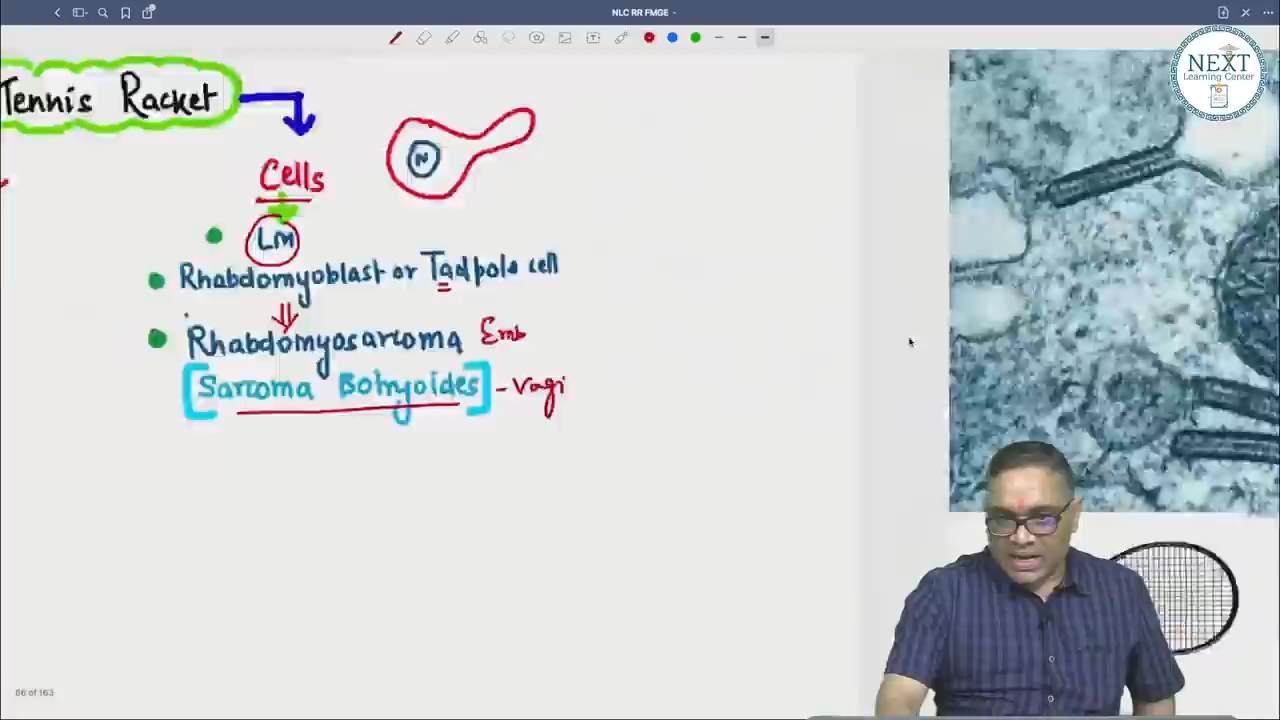 NLC RR FMGE
NEXT
Learning Center
Tennis Racket
Cells
N
LM
Rhabdomyoblast or Tadpole cell
Rhabdomyosarcoma Emb
[Sarcoma Botryoides] - Vagi
66 of 163